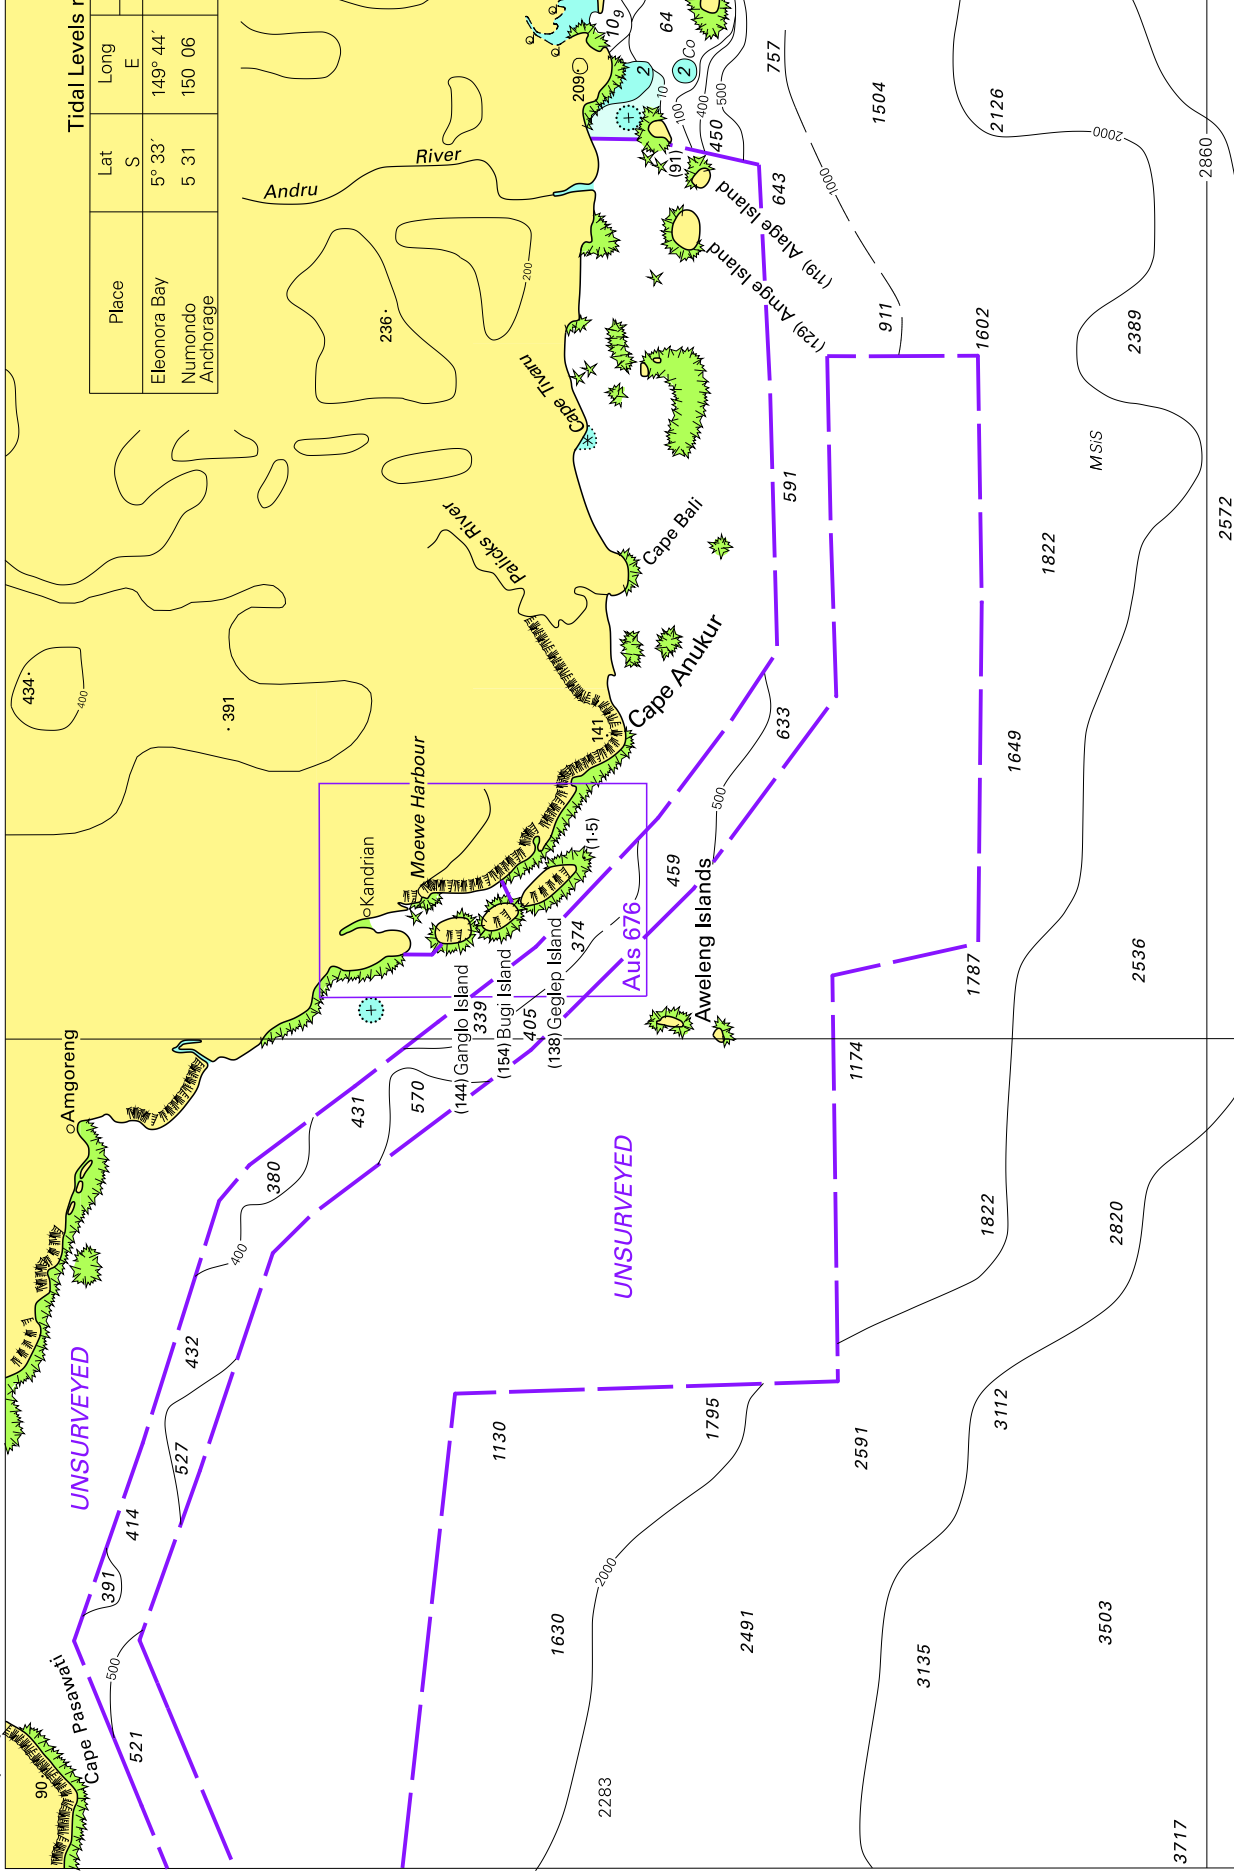 Tidal Levels r
Place
Lat
S
Long
E
Eleonora Bay
5° 33′
149° 44′
Numondo
Anchorage
5 31
150 06
434
400
391
236
200
209
Andru
River
Palicks River
Cape Tivaru
Cape Bali
Cape Anukur
141
Moewe Harbour
Kandrian
Amgoreng
UNSURVEYED
Cape Pasawati
90
(1·5)
Aus 676
(144) Ganglo Island
(154) Bugi Island
(138) Geglep Island
Aweleng Islands
UNSURVEYED
(129) Amge Island
(119) Alage Island
(91)
10₉
64
2
2
Co
10
100
400
500
450
757
1504
2126
2000
2860
643
1000
911
1602
2389
591
MSiS
1822
2572
633
500
1649
459
374
339
405
1787
2536
570
431
1174
380
400
1822
2820
432
527
1130
1795
2591
3112
414
391
2000
1630
2491
3135
3503
500
521
2283
3717